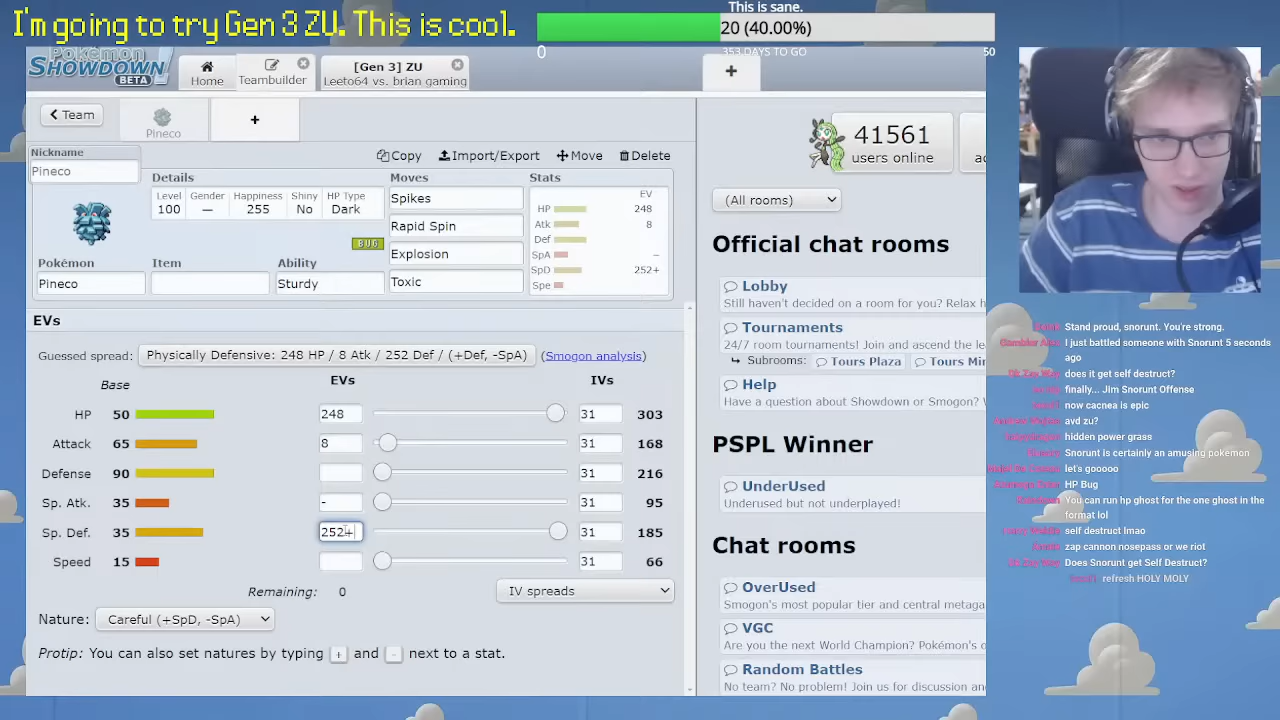 I'm going to try Gen 3 ZU. This is cool.
This is sane.
20 (40.00%)
0
353 DAYS TO GO
50
Pokémon
SHOWDOWN!
BETA
Home
Teambuilder
[Gen 3] ZU
Leeto64 vs. brian gaming
+
Team
Pineco
+
41561
users online
Nickname
Pineco
Copy
Import/Export
Move
Delete
Details
Level
100
Gender
—
Happiness
255
Shiny
No
HP Type
Dark
BUG
Pokémon
Pineco
Item
Ability
Sturdy
Moves
Spikes
Rapid Spin
Explosion
Toxic
Stats
EV
HP 248
Atk 8
Def
SpA –
SpD 252+
Spe
(All rooms)
Official chat rooms
Lobby
Still haven't decided on a room for you? Relax h
Tournaments
24/7 room tournaments! Join and ascend the le
Subrooms: Tours Plaza Tours Mir
Help
Have a question about Showdown or Smogon? V
PSPL Winner
UnderUsed
Underused but not underplayed!
Chat rooms
OverUsed
Smogon's most popular tier and central metaga
VGC
Are you the next World Champion? Pokémon's o
Random Battles
No team? No problem! Join us for discussion an
EVs
Guessed spread: Physically Defensive: 248 HP / 8 Atk / 252 Def / (+Def, -SpA) (Smogon analysis)
Base EVs IVs
HP 50 248 31 303
Attack 65 8 31 168
Defense 90 31 216
Sp. Atk. 35 - 31 95
Sp. Def. 35 252+ 31 185
Speed 15 31 66
Remaining: 0
IV spreads
Nature: Careful (+SpD, -SpA)
Protip: You can also set natures by typing + and - next to a stat.
Stand proud, snorunt. You're strong.
I just battled someone with Snorunt 5 seconds
ago
does it get self destruct?
finally... Jim Snorunt Offense
now cacnea is epic
avd zu?
hidden power grass
Snorunt is certainly an amusing pokémon
let's gooooo
HP Bug
You can run hp ghost for the one ghost in the
format lol
self destruct lmao
zap cannon nosepass or we riot
Does Snorunt get Self Destruct?
refresh HOLY MOLY